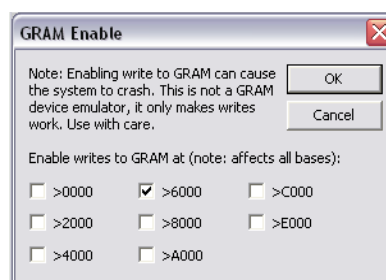 GRAM Enable
Note: Enabling write to GRAM can cause
the system to crash. This is not a GRAM
device emulator, it only makes writes
work. Use with care.
OK
Cancel
Enable writes to GRAM at (note: affects all bases):
>0000 >6000 >C000
>2000 >8000 >E000
>4000 >A000